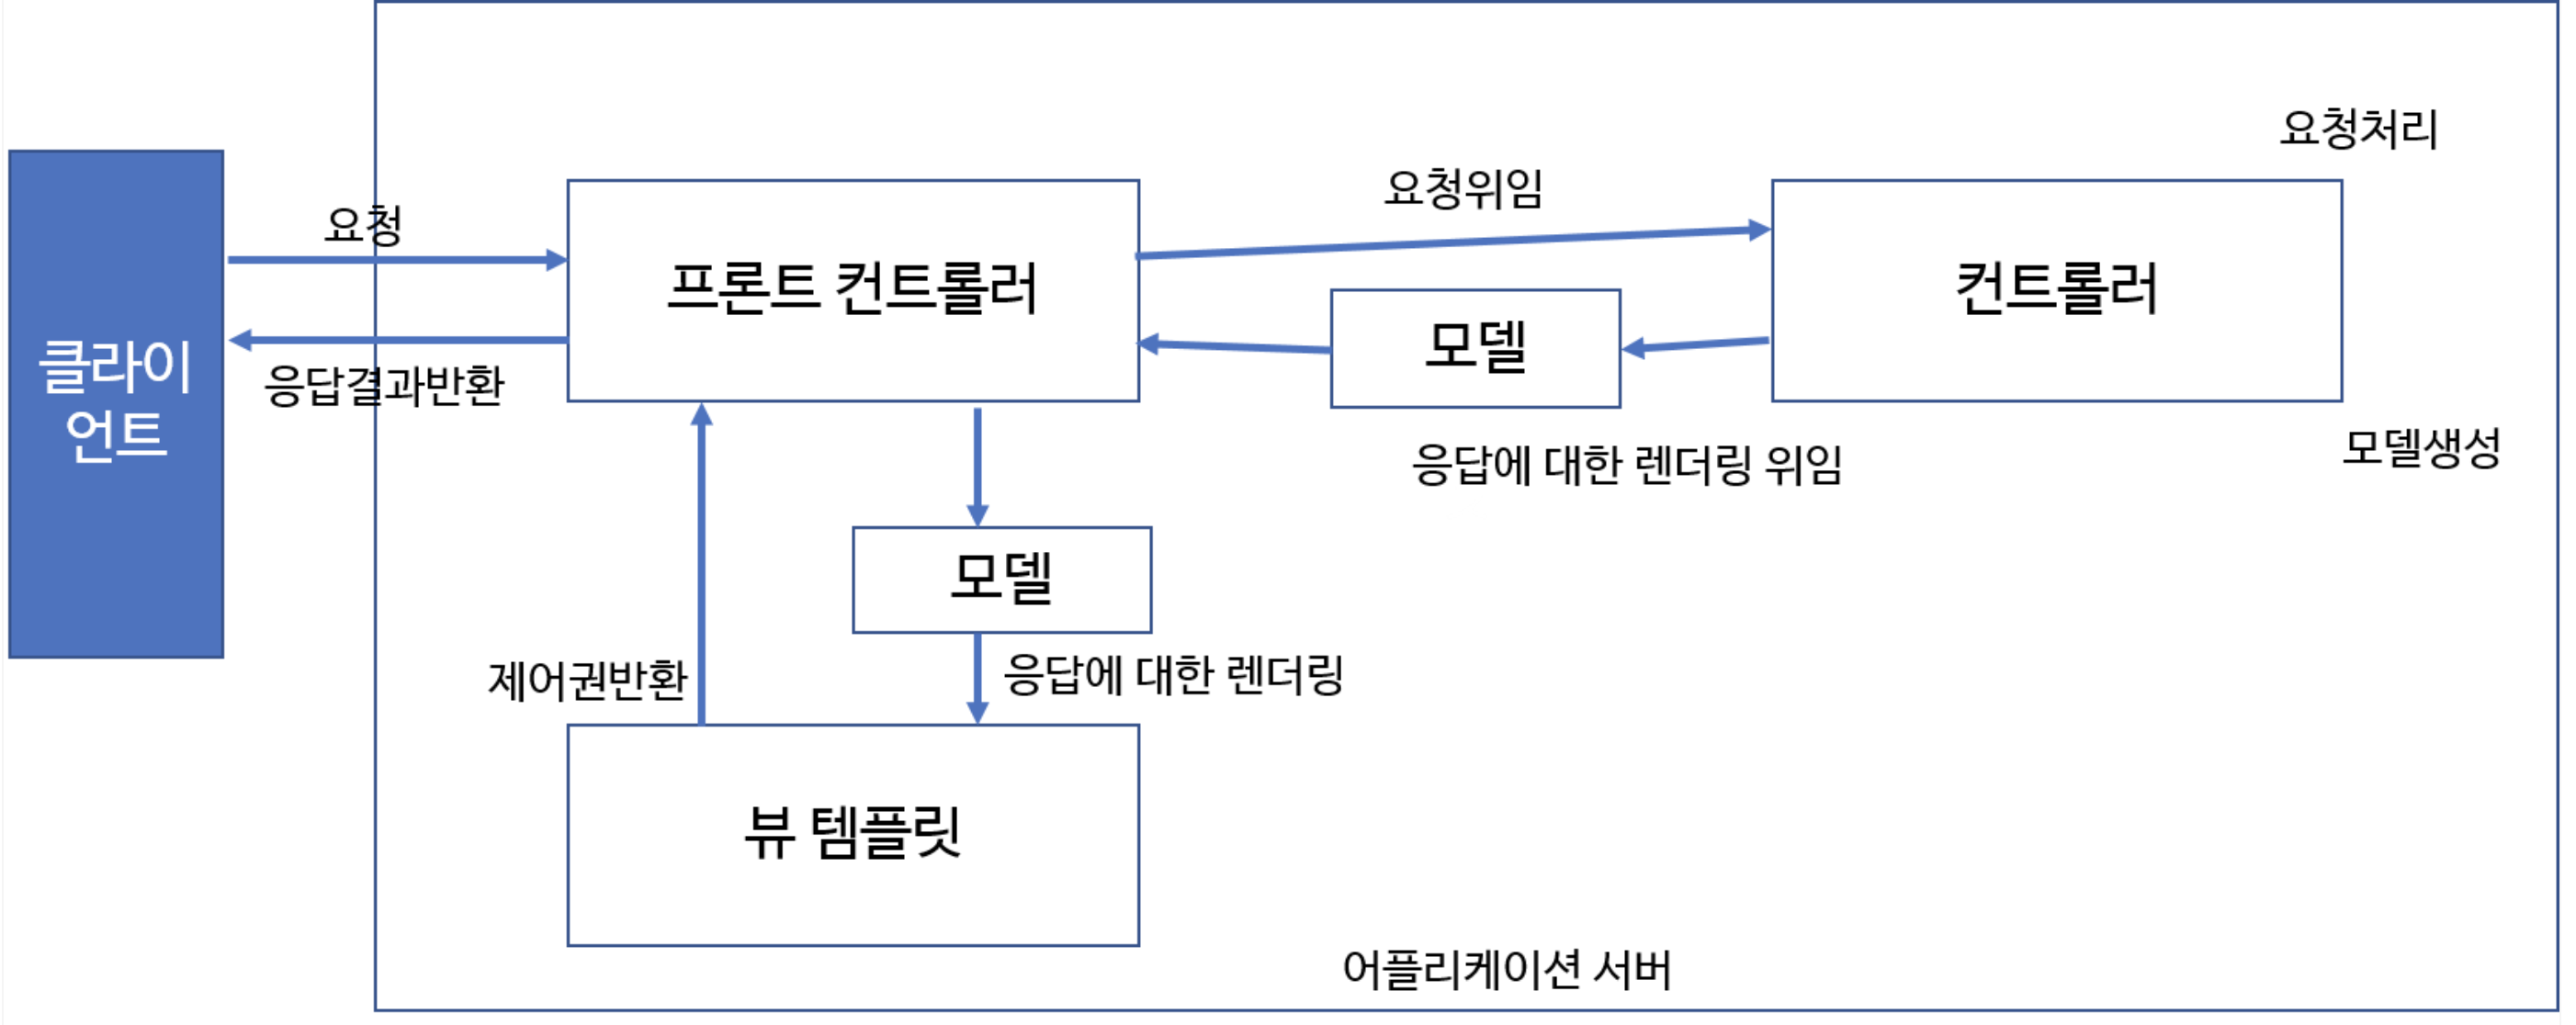 요청처리
요청위임
요청
프론트 컨트롤러
컨트롤러
모델
클라이
언트
응답결과반환
응답에 대한 렌더링 위임
모델생성
모델
제어권반환
응답에 대한 렌더링
뷰 템플릿
어플리케이션 서버